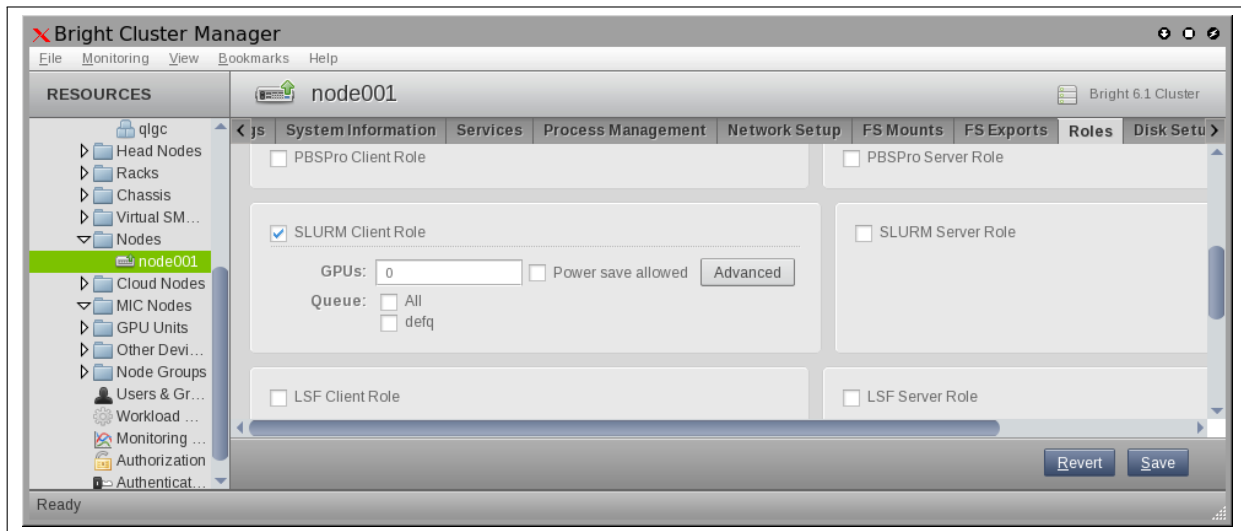 Bright Cluster Manager
File Monitoring View Bookmarks Help
RESOURCES
node001
Bright 6.1 Cluster
qlgc
Head Nodes
Racks
Chassis
Virtual SM...
Nodes
node001
Cloud Nodes
MIC Nodes
GPU Units
Other Devi...
Node Groups
Users & Gr...
Workload ...
Monitoring ...
Authorization
Authenticat...
System Information Services Process Management Network Setup FS Mounts FS Exports Roles Disk Setu
PBSPro Client Role
PBSPro Server Role
SLURM Client Role
GPUs: 0 Power save allowed Advanced
Queue: All
defq
SLURM Server Role
LSF Client Role
LSF Server Role
Revert Save
Ready